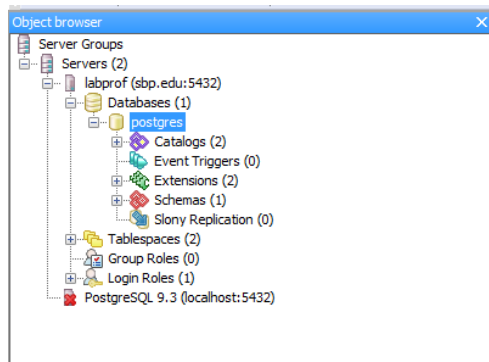 Object browser
Server Groups
Servers (2)
labprof (sbp.edu:5432)
Databases (1)
postgres
Catalogs (2)
Event Triggers (0)
Extensions (2)
Schemas (1)
Slony Replication (0)
Tablespaces (2)
Group Roles (0)
Login Roles (1)
PostgreSQL 9.3 (localhost:5432)